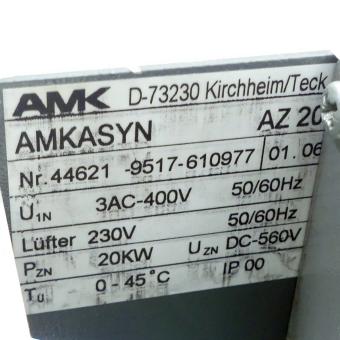 AMK D-73230 Kirchheim/Teck
AMKASYN AZ 20
Nr. 44621 -9517-610977 01.06
U1N 3AC-400V 50/60Hz
Lüfter 230V 50/60Hz
PZN 20KW UZN DC-560V
TU 0 - 45°C IP 00